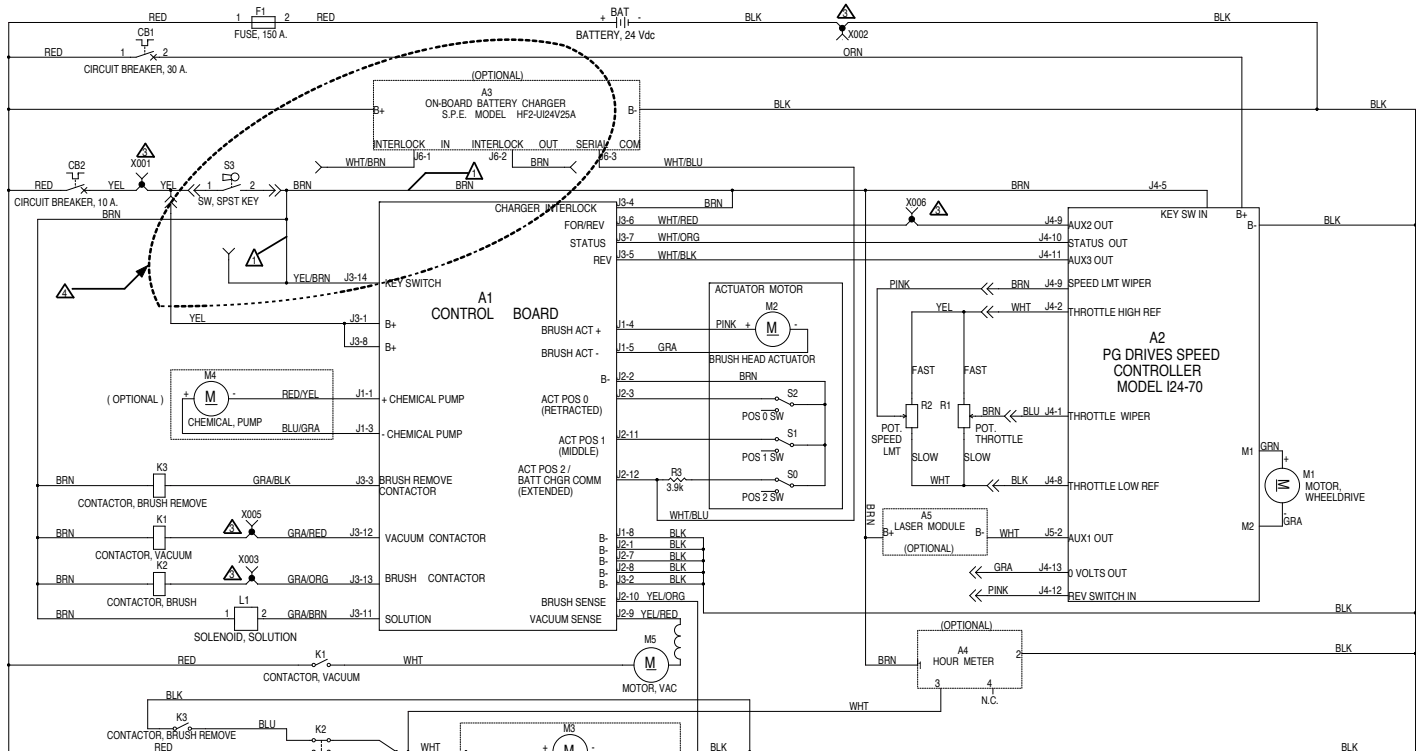 RED 1 F1 2 RED + BAT - BLK 3 BLK
FUSE, 150 A. BATTERY, 24 Vdc X002
CB1
RED 1 2 ORN
CIRCUIT BREAKER, 30 A.
(OPTIONAL)
A3
B+ ON-BOARD BATTERY CHARGER B- BLK BLK
S.P.E. MODEL HF2-UI24V25A
INTERLOCK IN INTERLOCK OUT SERIAL COM
J6-1 J6-2 J6-3
WHT/BRN BRN WHT/BLU
3
CB2 X001 S3 1
RED YEL YEL 1 2 BRN BRN BRN J4-5
CIRCUIT BREAKER, 10 A. SW, SPST KEY
BRN
J3-4 BRN
CHARGER INTERLOCK
KEY SW IN B+
X006 3
FOR/REV J3-6 WHT/RED J4-9 AUX2 OUT B- BLK
STATUS J3-7 WHT/ORG J4-10 STATUS OUT
REV J3-5 WHT/BLK J4-11 AUX3 OUT
1
4
YEL/BRN J3-14 KEY SWITCH
A1
CONTROL BOARD
YEL J3-1 B+
J3-8 B+
ACTUATOR MOTOR
M2
BRUSH ACT + J1-4 PINK + M -
BRUSH ACT - J1-5 GRA
BRUSH HEAD ACTUATOR
PINK BRN J4-9 SPEED LMT WIPER
YEL WHT J4-2 THROTTLE HIGH REF
A2
PG DRIVES SPEED
CONTROLLER
MODEL I24-70
FAST FAST
R2 R1 BRN BLU J4-1 THROTTLE WIPER
POT. SPEED LMT
POT. THROTTLE
SLOW SLOW
WHT BLK J4-8 THROTTLE LOW REF
M1 GRN +
M M1
MOTOR,
WHEELDRIVE
M2 - GRA
B- J2-2 BRN
ACT POS 0 J2-3 S2
(RETRACTED)
POS 0 SW
ACT POS 1 J2-11 S1
(MIDDLE)
POS 1 SW
ACT POS 2 / J2-12 R3 S0
BATT CHGR COMM 3.9k
(EXTENDED)
POS 2 SW
WHT/BLU
M4
( OPTIONAL ) + M - RED/YEL J1-1 + CHEMICAL PUMP
CHEMICAL, PUMP
BLU/GRA J1-3 - CHEMICAL PUMP
K3
BRN GRA/BLK J3-3 BRUSH REMOVE
CONTACTOR
CONTACTOR, BRUSH REMOVE
K1 3 X005
BRN GRA/RED J3-12 VACUUM CONTACTOR
CONTACTOR, VACUUM
K2 3 X003
BRN GRA/ORG J3-13 BRUSH CONTACTOR
CONTACTOR, BRUSH
L1
BRN 1 2 GRA/BRN J3-11 SOLUTION
SOLENOID, SOLUTION
B- J1-8 BLK
B- J2-1 BLK
B- J2-7 BLK
B- J2-8 BLK
B- J3-2 BLK
BRUSH SENSE J2-10 YEL/ORG
VACUUM SENSE J2-9 YEL/RED
BRN
A5
B+ LASER MODULE B- WHT J5-2 AUX1 OUT
(OPTIONAL)
GRA J4-13 0 VOLTS OUT
PINK J4-12 REV SWITCH IN
BLK
K1
RED WHT M5
M
CONTACTOR, VACUUM
MOTOR, VAC
(OPTIONAL)
A4
HOUR METER
BRN 1 2 BLK
3 4
N.C.
BLK
WHT
K3
BLU K2
CONTACTOR, BRUSH REMOVE
RED WHT M3
+ M - BLK BLK